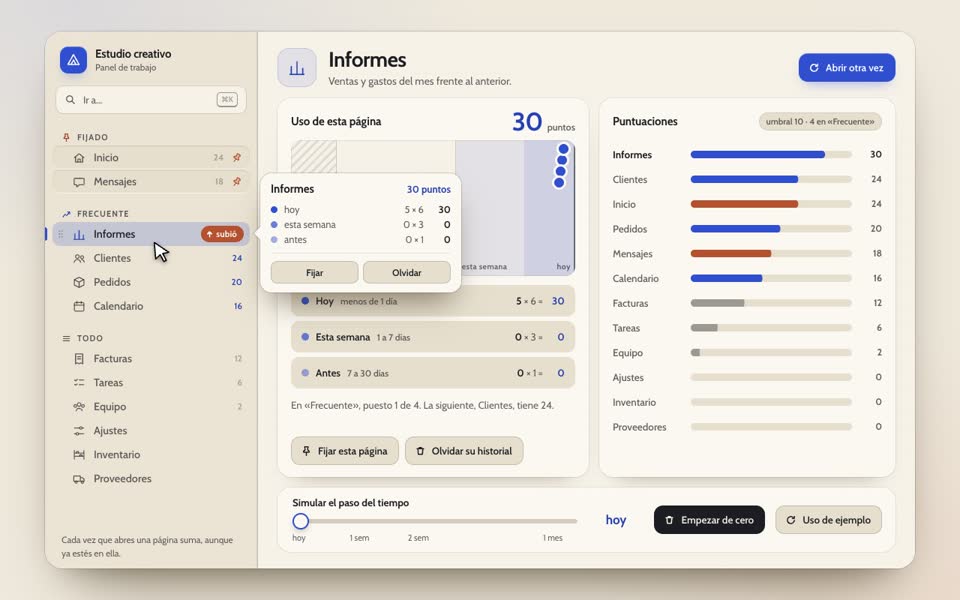 Estudio creativo
Panel de trabajo
Ir a...
⌘K
FIJADO
Inicio 24
Mensajes 18
FRECUENTE
Informes subió
Clientes 24
Pedidos 20
Calendario 16
TODO
Facturas 12
Tareas 6
Equipo 2
Ajustes
Inventario
Proveedores
Cada vez que abres una página suma, aunque
ya estés en ella.
Informes
Ventas y gastos del mes frente al anterior.
Abrir otra vez
Uso de esta página
30 puntos
esta semana
hoy
Informes 30 puntos
hoy 5 × 6 30
esta semana 0 × 3 0
antes 0 × 1 0
Fijar
Olvidar
Hoy menos de 1 día 5 × 6 = 30
Esta semana 1 a 7 días 0 × 3 = 0
Antes 7 a 30 días 0 × 1 = 0
En «Frecuente», puesto 1 de 4. La siguiente, Clientes, tiene 24.
Fijar esta página
Olvidar su historial
Puntuaciones
umbral 10 · 4 en «Frecuente»
Informes 30
Clientes 24
Inicio 24
Pedidos 20
Mensajes 18
Calendario 16
Facturas 12
Tareas 6
Equipo 2
Ajustes 0
Inventario 0
Proveedores 0
Simular el paso del tiempo
hoy
1 sem
2 sem
1 mes
hoy
Empezar de cero
Uso de ejemplo